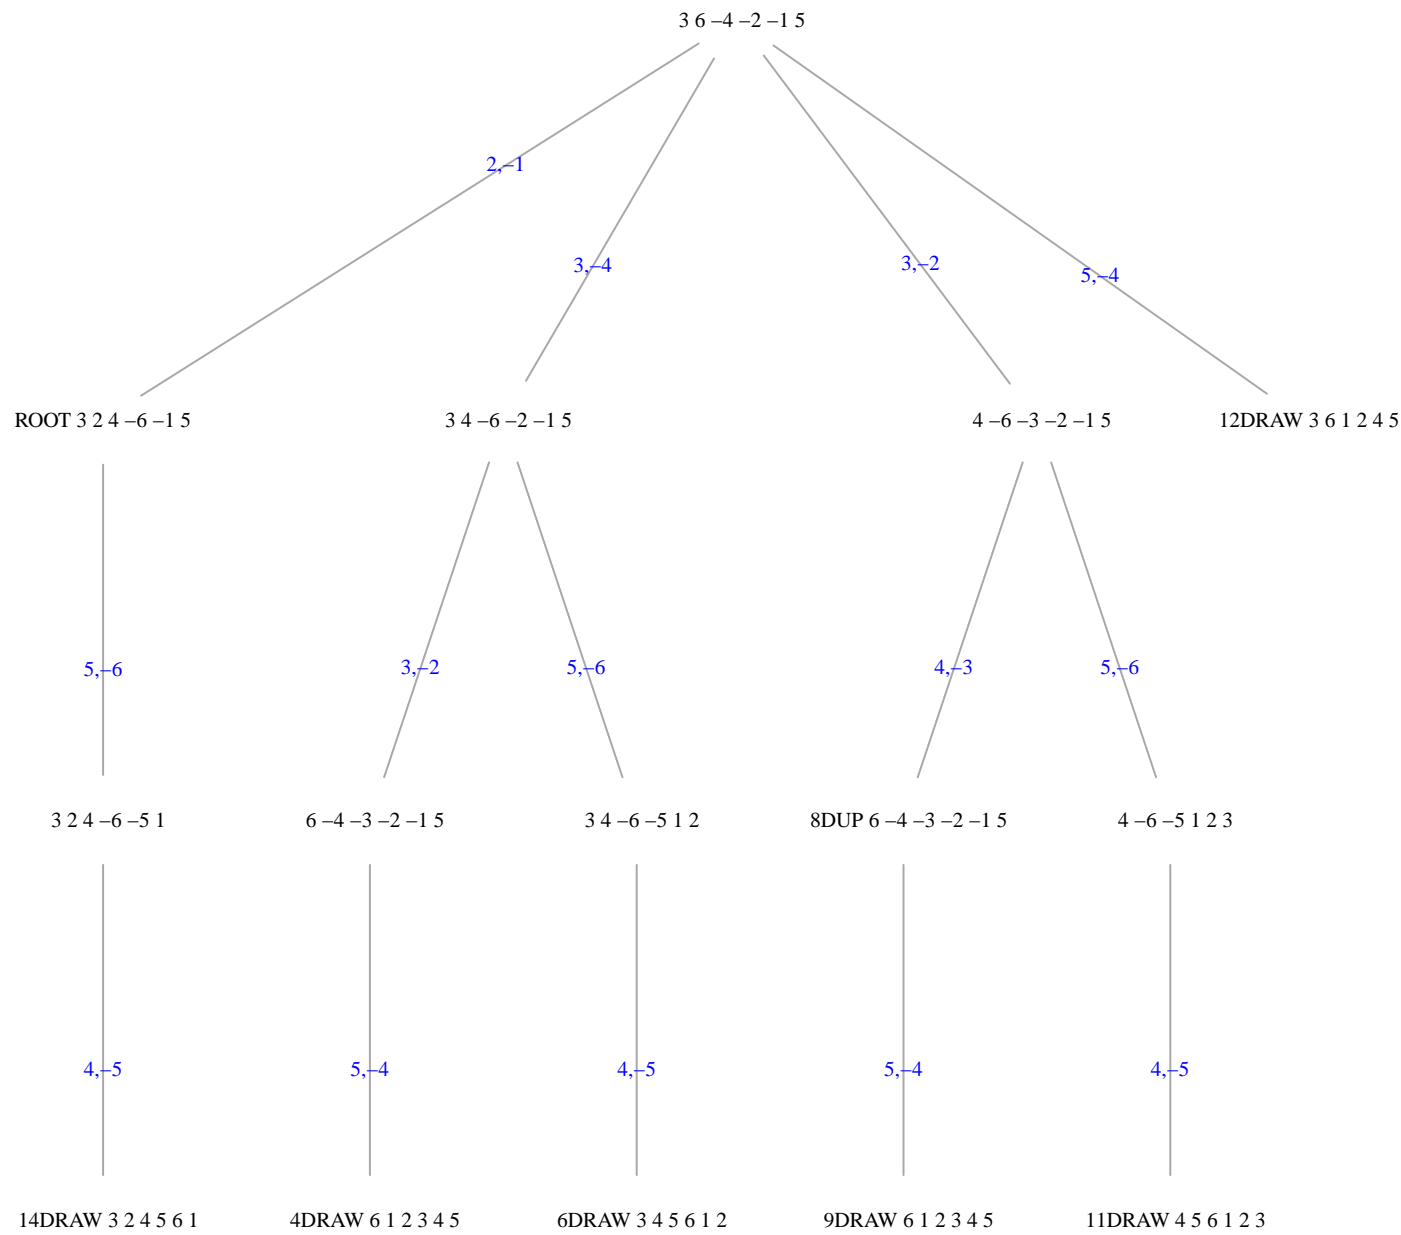 3 6 –4 –2 –1 5
2,–1
3,–4
3,–2
5,–4
ROOT 3 2 4 –6 –1 5
3 4 –6 –2 –1 5
4 –6 –3 –2 –1 5
12DRAW 3 6 1 2 4 5
5,–6
3,–2
5,–6
4,–3
5,–6
3 2 4 –6 –5 1
6 –4 –3 –2 –1 5
3 4 –6 –5 1 2
8DUP 6 –4 –3 –2 –1 5
4 –6 –5 1 2 3
4,–5
5,–4
4,–5
5,–4
4,–5
14DRAW 3 2 4 5 6 1
4DRAW 6 1 2 3 4 5
6DRAW 3 4 5 6 1 2
9DRAW 6 1 2 3 4 5
11DRAW 4 5 6 1 2 3